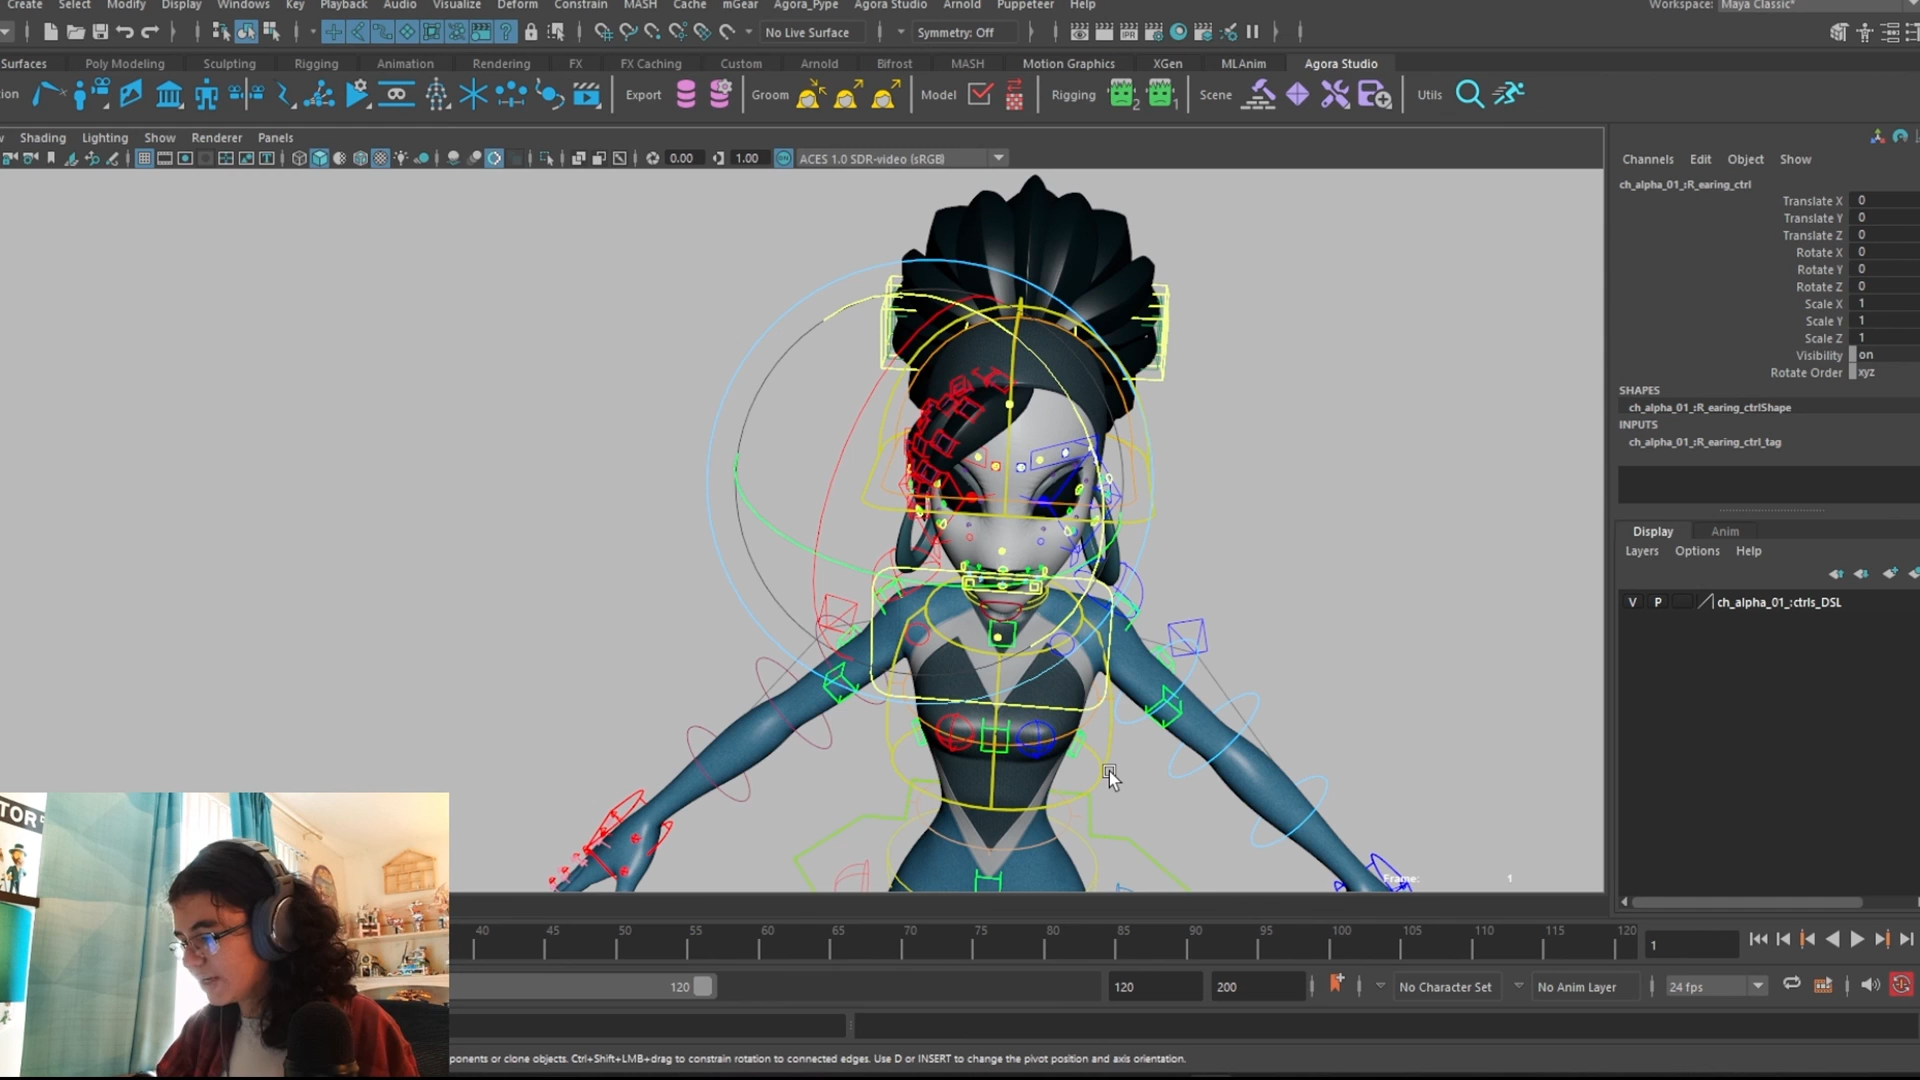 Create Select Modify Display Windows Key Playback Audio Visualize Deform Constrain MASH Cache mGear Agora_Pype Agora Studio Arnold Puppeteer Help Workspace: Maya Classic*
No Live Surface Symmetry: Off
Surfaces Poly Modeling Sculpting Rigging Animation Rendering FX FX Caching Custom Arnold Bifrost MASH Motion Graphics XGen MLAnim Agora Studio
Export Groom Model Rigging 2 1 Scene Utils
Shading Lighting Show Renderer Panels
0.00 1.00 ACES 1.0 SDR-video (sRGB)
Channels Edit Object Show
ch_alpha_01_:R_earing_ctrl
Translate X 0
Translate Y 0
Translate Z 0
Rotate X 0
Rotate Y 0
Rotate Z 0
Scale X 1
Scale Y 1
Scale Z 1
Visibility on
Rotate Order xyz
SHAPES
ch_alpha_01_:R_earing_ctrlShape
INPUTS
ch_alpha_01_:R_earing_ctrl_tag
Display Anim
Layers Options Help
V P ch_alpha_01_:ctrls_DSL
Frame: 1
40 45 50 55 60 65 70 75 80 85 90 95 100 105 110 115 120 1
120 120 200 No Character Set No Anim Layer 24 fps
ponents or clone objects. Ctrl+Shift+LMB+drag to constrain rotation to connected edges. Use D or INSERT to change the pivot position and axis orientation.